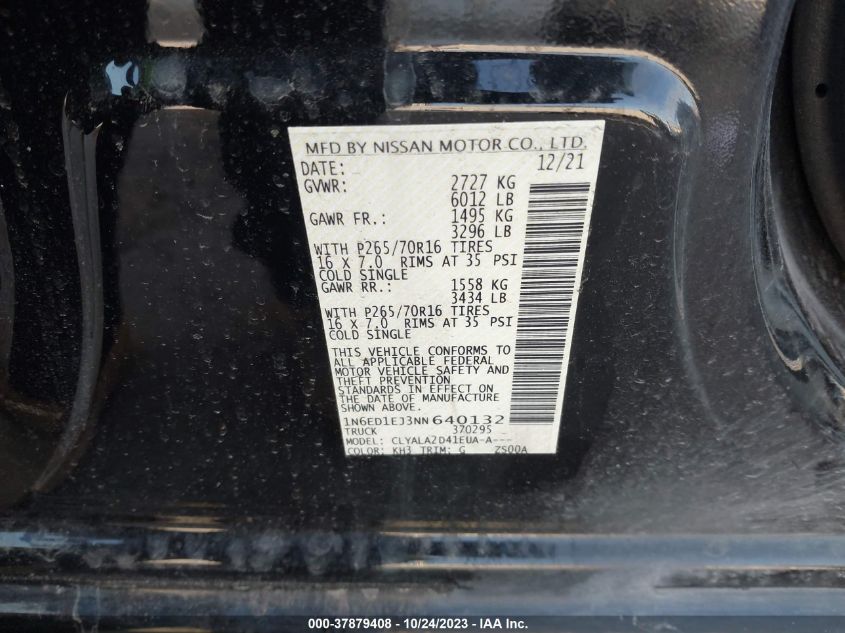 MFD BY NISSAN MOTOR CO., LTD.
DATE: 12/21
GVWR: 2727 KG
6012 LB
GAWR FR.: 1495 KG
3296 LB
WITH P265/70R16 TIRES
16 X 7.0 RIMS AT 35 PSI
COLD SINGLE
GAWR RR.: 1558 KG
3434 LB
WITH P265/70R16 TIRES
16 X 7.0 RIMS AT 35 PSI
COLD SINGLE
THIS VEHICLE CONFORMS TO
ALL APPLICABLE FEDERAL
MOTOR VEHICLE SAFETY AND
THEFT PREVENTION
STANDARDS IN EFFECT ON
THE DATE OF MANUFACTURE
SHOWN ABOVE.
1N6ED1EJ3NN640132
TRUCK 370295
MODEL: CLYALAZD41EUA-A---
COLOR: KH3 TRIM: G ZS00A
000-37879408 - 10/24/2023 - IAA Inc.